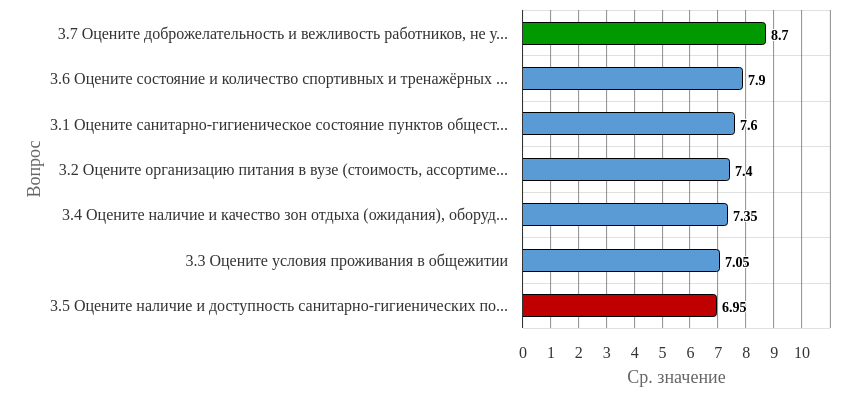 3.7 Оцените доброжелательность и вежливость работников, не у... 8.7
3.6 Оцените состояние и количество спортивных и тренажёрных ... 7.9
3.1 Оцените санитарно-гигиеническое состояние пунктов общест... 7.6
3.2 Оцените организацию питания в вузе (стоимость, ассортиме... 7.4
3.4 Оцените наличие и качество зон отдыха (ожидания), оборуд... 7.35
3.3 Оцените условия проживания в общежитии 7.05
3.5 Оцените наличие и доступность санитарно-гигиенических по... 6.95
Вопрос
0 1 2 3 4 5 6 7 8 9 10
Ср. значение